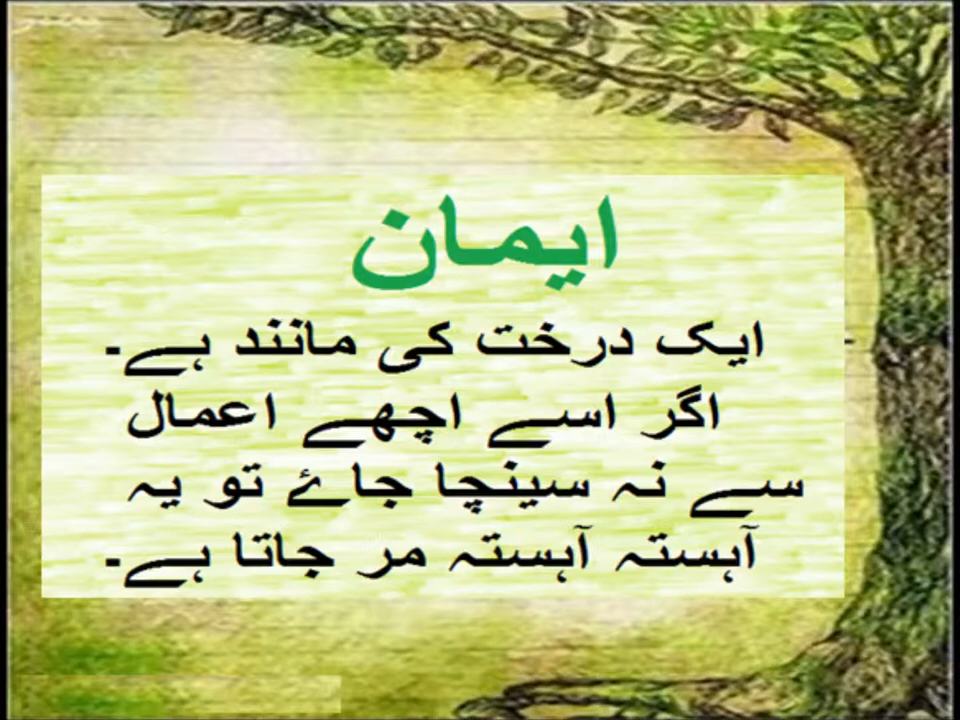 ایمان
ایک درخت کی مانند ہے۔
اگر اسے اچھے اعمال
سے نہ سینچا جاۓ تو یہ
آہستہ آہستہ مر جاتا ہے۔